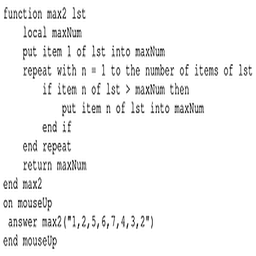 function max2 lst
local maxNum
put item 1 of lst into maxNum
repeat with n = 1 to the number of items of lst
if item n of lst > maxNum then
put item n of lst into maxNum
end if
end repeat
return maxNum
end max2
on mouseUp
answer max2("1,2,5,6,7,4,3,2")
end mouseUp